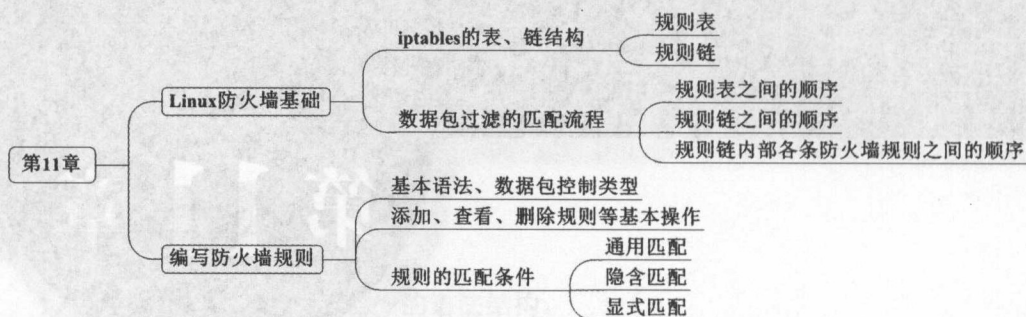 第11章
Linux防火墙基础
iptables的表、链结构
规则表
规则链
数据包过滤的匹配流程
规则表之间的顺序
规则链之间的顺序
规则链内部各条防火墙规则之间的顺序
编写防火墙规则
基本语法、数据包控制类型
添加、查看、删除规则等基本操作
规则的匹配条件
通用匹配
隐含匹配
显式匹配